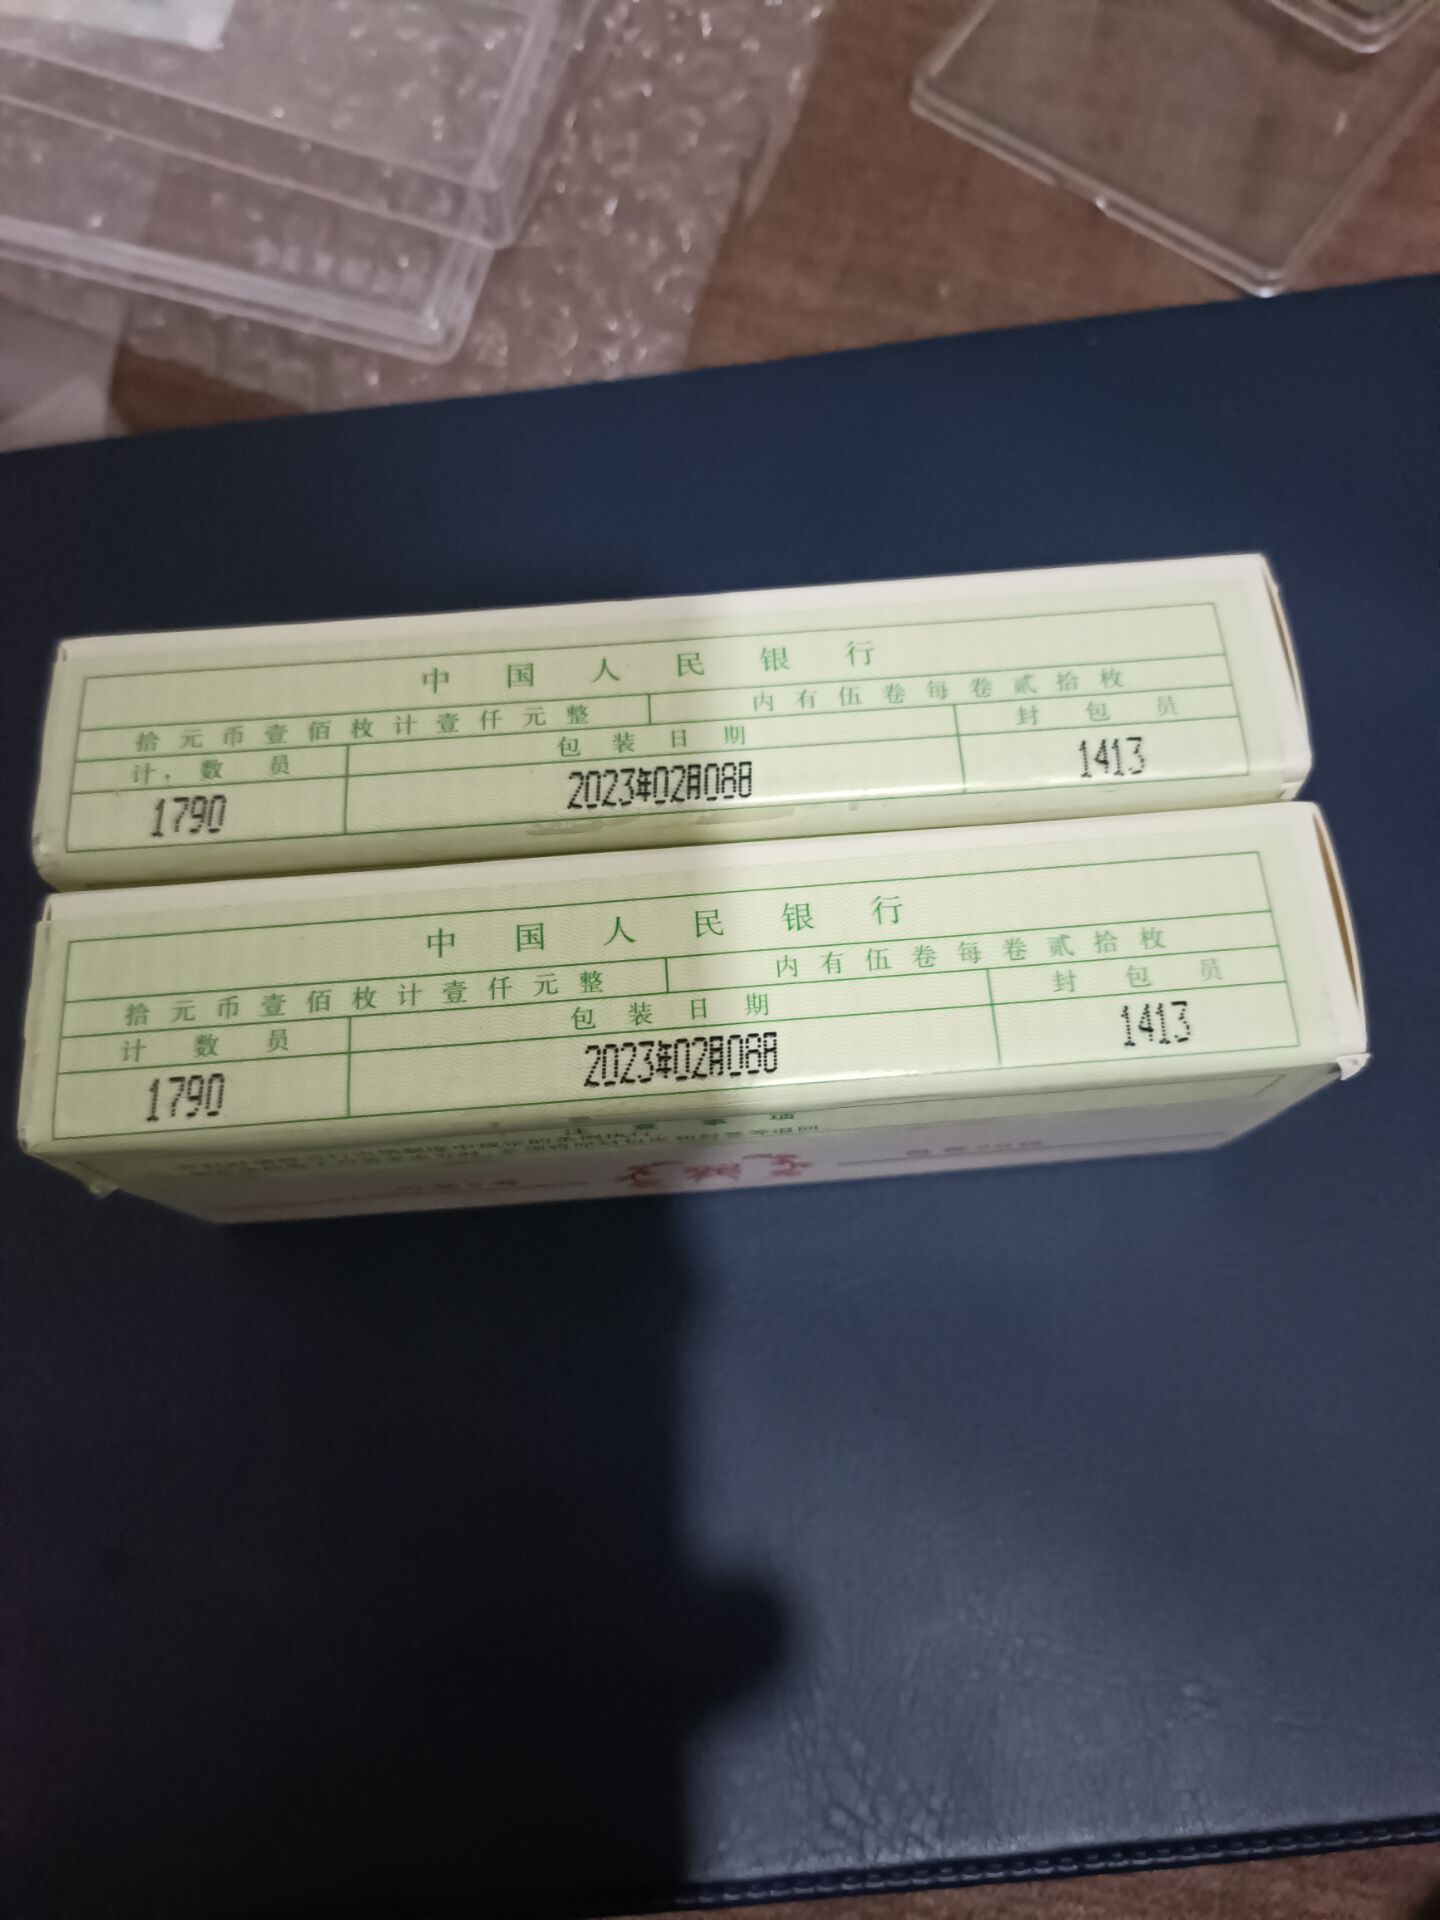 中国人民银行
拾元币壹佰枚计壹仟元整 内有伍卷每卷贰拾枚
计数员 包装日期 封包员
1790 2023年02月08日 1413
中国人民银行
拾元币壹佰枚计壹仟元整 内有伍卷每卷贰拾枚
计数员 包装日期 封包员
1790 2023年02月08日 1413
注意事项